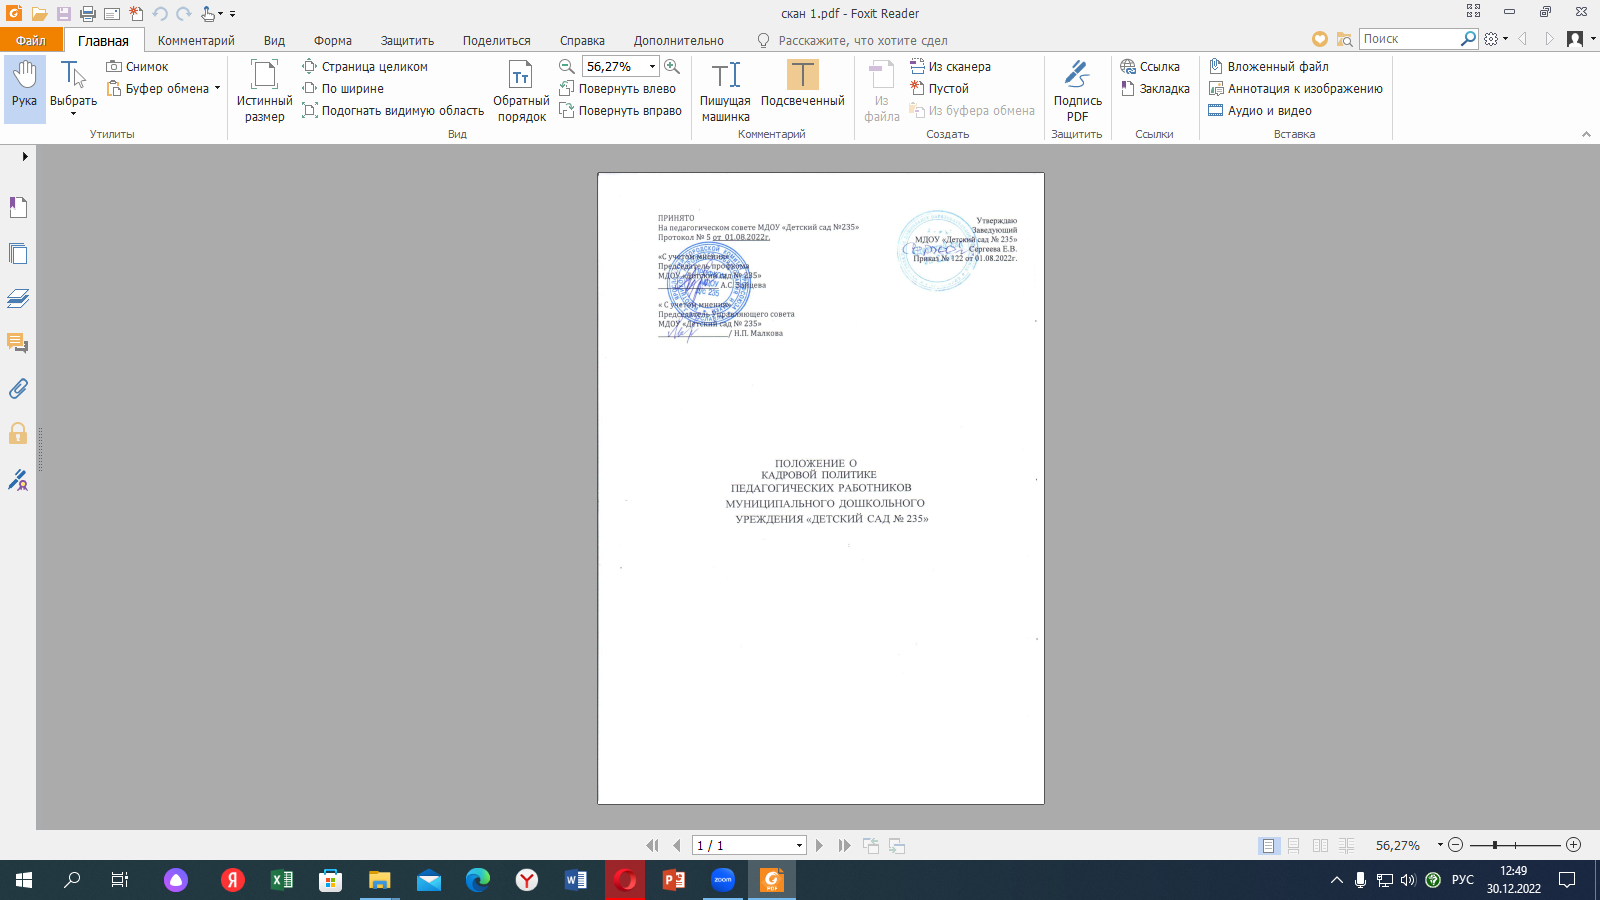 скан 1.pdf - Foxit Reader
Файл
Главная
Комментарий
Вид
Форма
Защитить
Поделиться
Справка
Дополнительно
Расскажите, что хотите сдел
Поиск
Рука
Выбрать
Снимок
Буфер обмена
Утилиты
Истинный размер
Страница целиком
По ширине
Подогнать видимую область
Обратный порядок
56,27%
Повернуть влево
Повернуть вправо
Вид
Пишущая машинка
Подсвеченный
Комментарий
Из файла
Из сканера
Пустой
Из буфера обмена
Создать
Подпись PDF
Защитить
Ссылка
Закладка
Ссылки
Вложенный файл
Аннотация к изображению
Аудио и видео
Вставка
ПРИНЯТО
На педагогическом совете МДОУ «Детский сад №235»
Протокол № 5 от 01.08.2022г.
«С учетом мнения»
Председатель профкома
МДОУ «Детский сад № 235»
А.С. Зайцева
« С учетом мнения»
Председатель Управляющего совета
МДОУ «Детский сад № 235»
/ Н.П. Малкова
Утверждаю
Заведующий
МДОУ «Детский сад № 235»
Сергеева Е.В.
Приказ № 122 от 01.08.2022г.
ПОЛОЖЕНИЕ О
КАДРОВОЙ ПОЛИТИКЕ
ПЕДАГОГИЧЕСКИХ РАБОТНИКОВ
МУНИЦИПАЛЬНОГО ДОШКОЛЬНОГО
УРЕЖДЕНИЯ «ДЕТСКИЙ САД № 235»
1 / 1
56,27%
РУС
12:49
30.12.2022